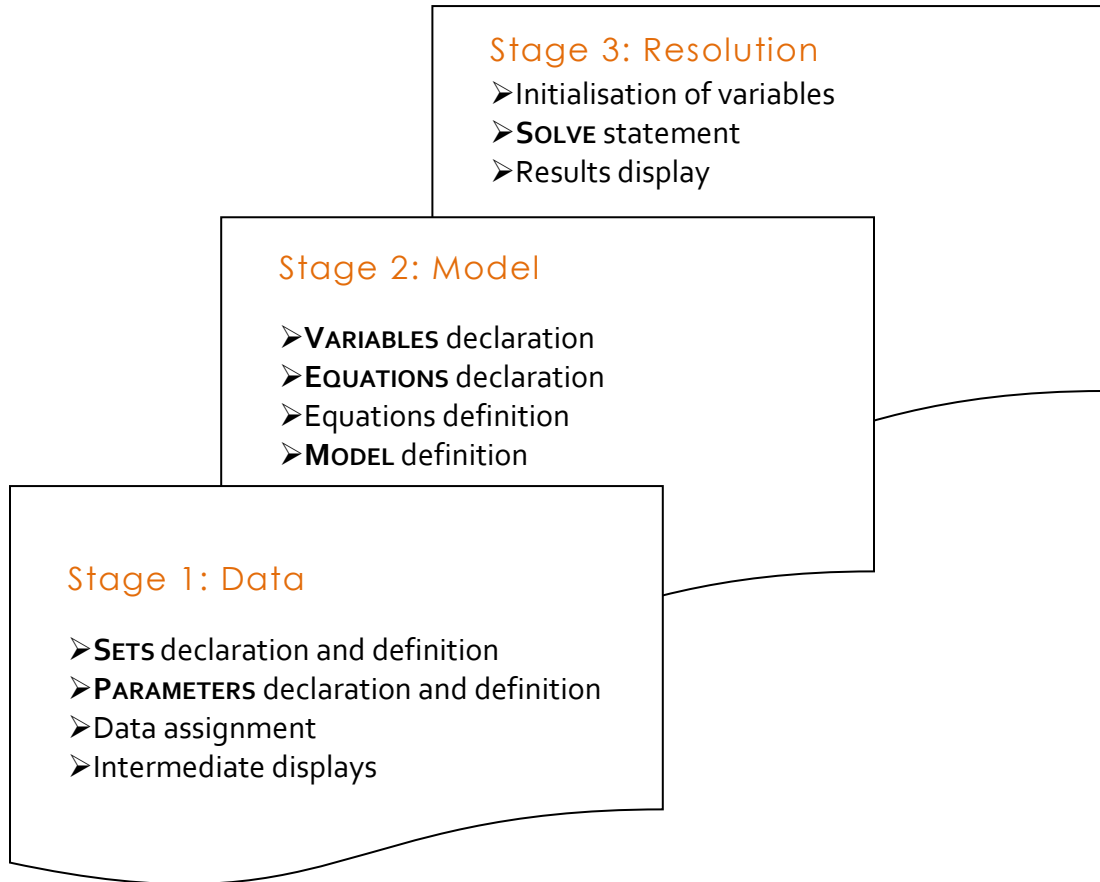 Stage 3: Resolution
➢Initialisation of variables
➢SOLVE statement
➢Results display
Stage 2: Model
➢VARIABLES declaration
➢EQUATIONS declaration
➢Equations definition
➢MODEL definition
Stage 1: Data
➢SETS declaration and definition
➢PARAMETERS declaration and definition
➢Data assignment
➢Intermediate displays